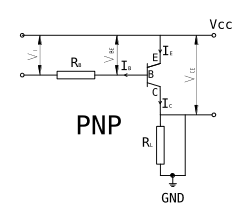 Vcc
V_I
V_BE
V_CE
R_B
I_B
I_E
E
B
C
I_C
PNP
R_L
GND